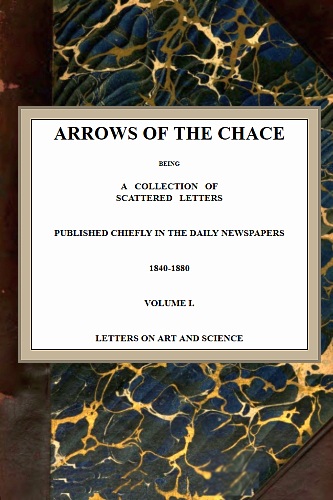 ARROWS OF THE CHACE
BEING
A COLLECTION OF
SCATTERED LETTERS
PUBLISHED CHIEFLY IN THE DAILY NEWSPAPERS
1840-1880
VOLUME I.
LETTERS ON ART AND SCIENCE